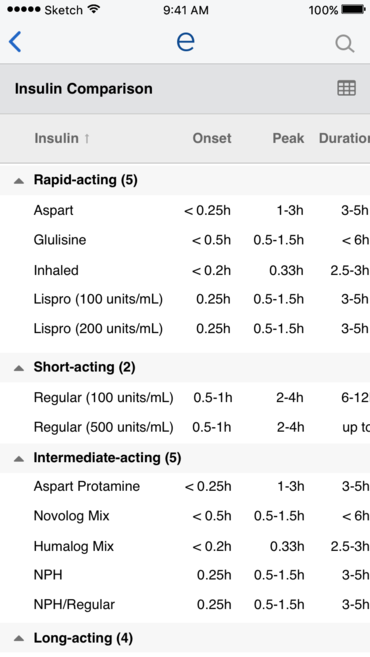 Sketch 9:41 AM 100%
e
Insulin Comparison
Insulin ↑ Onset Peak Duration
Rapid-acting (5)
Aspart < 0.25h 1-3h 3-5h
Glulisine < 0.5h 0.5-1.5h < 6h
Inhaled < 0.2h 0.33h 2.5-3h
Lispro (100 units/mL) 0.25h 0.5-1.5h 3-5h
Lispro (200 units/mL) 0.25h 0.5-1.5h 3-5h
Short-acting (2)
Regular (100 units/mL) 0.5-1h 2-4h 6-12
Regular (500 units/mL) 0.5-1h 2-4h up to
Intermediate-acting (5)
Aspart Protamine < 0.25h 1-3h 3-5h
Novolog Mix < 0.5h 0.5-1.5h < 6h
Humalog Mix < 0.2h 0.33h 2.5-3h
NPH 0.25h 0.5-1.5h 3-5h
NPH/Regular 0.25h 0.5-1.5h 3-5h
Long-acting (4)